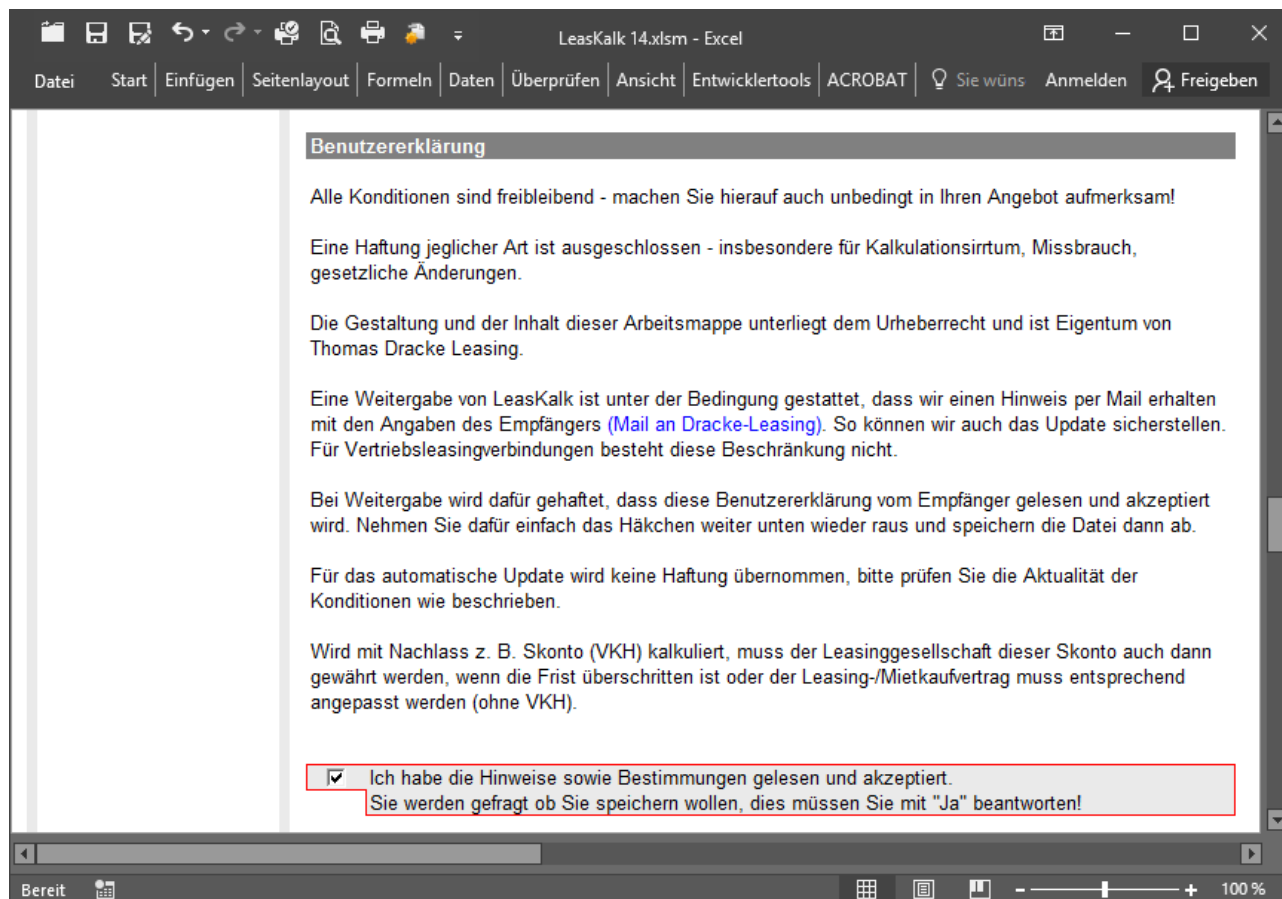 LeasKalk 14.xlsm - Excel
Datei Start Einfügen Seitenlayout Formeln Daten Überprüfen Ansicht Entwicklertools ACROBAT Sie wüns Anmelden Freigeben
Benutzererklärung
Alle Konditionen sind freibleibend - machen Sie hierauf auch unbedingt in Ihren Angebot aufmerksam!
Eine Haftung jeglicher Art ist ausgeschlossen - insbesondere für Kalkulationsirrtum, Missbrauch,
gesetzliche Änderungen.
Die Gestaltung und der Inhalt dieser Arbeitsmappe unterliegt dem Urheberrecht und ist Eigentum von
Thomas Dracke Leasing.
Eine Weitergabe von LeasKalk ist unter der Bedingung gestattet, dass wir einen Hinweis per Mail erhalten
mit den Angaben des Empfängers (Mail an Dracke-Leasing). So können wir auch das Update sicherstellen.
Für Vertriebsleasingverbindungen besteht diese Beschränkung nicht.
Bei Weitergabe wird dafür gehaftet, dass diese Benutzererklärung vom Empfänger gelesen und akzeptiert
wird. Nehmen Sie dafür einfach das Häkchen weiter unten wieder raus und speichern die Datei dann ab.
Für das automatische Update wird keine Haftung übernommen, bitte prüfen Sie die Aktualität der
Konditionen wie beschrieben.
Wird mit Nachlass z. B. Skonto (VKH) kalkuliert, muss der Leasinggesellschaft dieser Skonto auch dann
gewährt werden, wenn die Frist überschritten ist oder der Leasing-/Mietkaufvertrag muss entsprechend
angepasst werden (ohne VKH).
Ich habe die Hinweise sowie Bestimmungen gelesen und akzeptiert.
Sie werden gefragt ob Sie speichern wollen, dies müssen Sie mit "Ja" beantworten!
Bereit 100 %